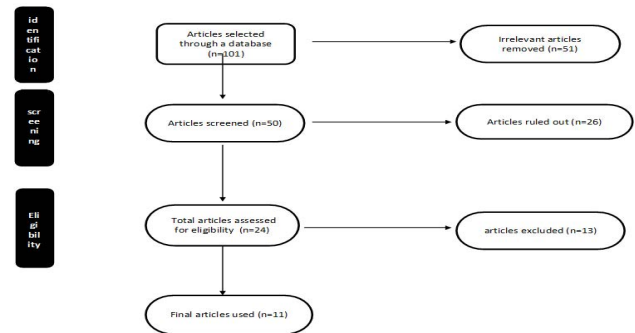 id
en
tifi
cat
io
n
Articles selected
through a database
(n=101)
Irrelevant articles
removed (n=51)
scr
ee
ni
ng
Articles screened (n=50)
Articles ruled out (n=26)
Eli
gi
bil
ity
Total articles assessed
for eligibility (n=24)
articles excluded (n=13)
Final articles used (n=11)